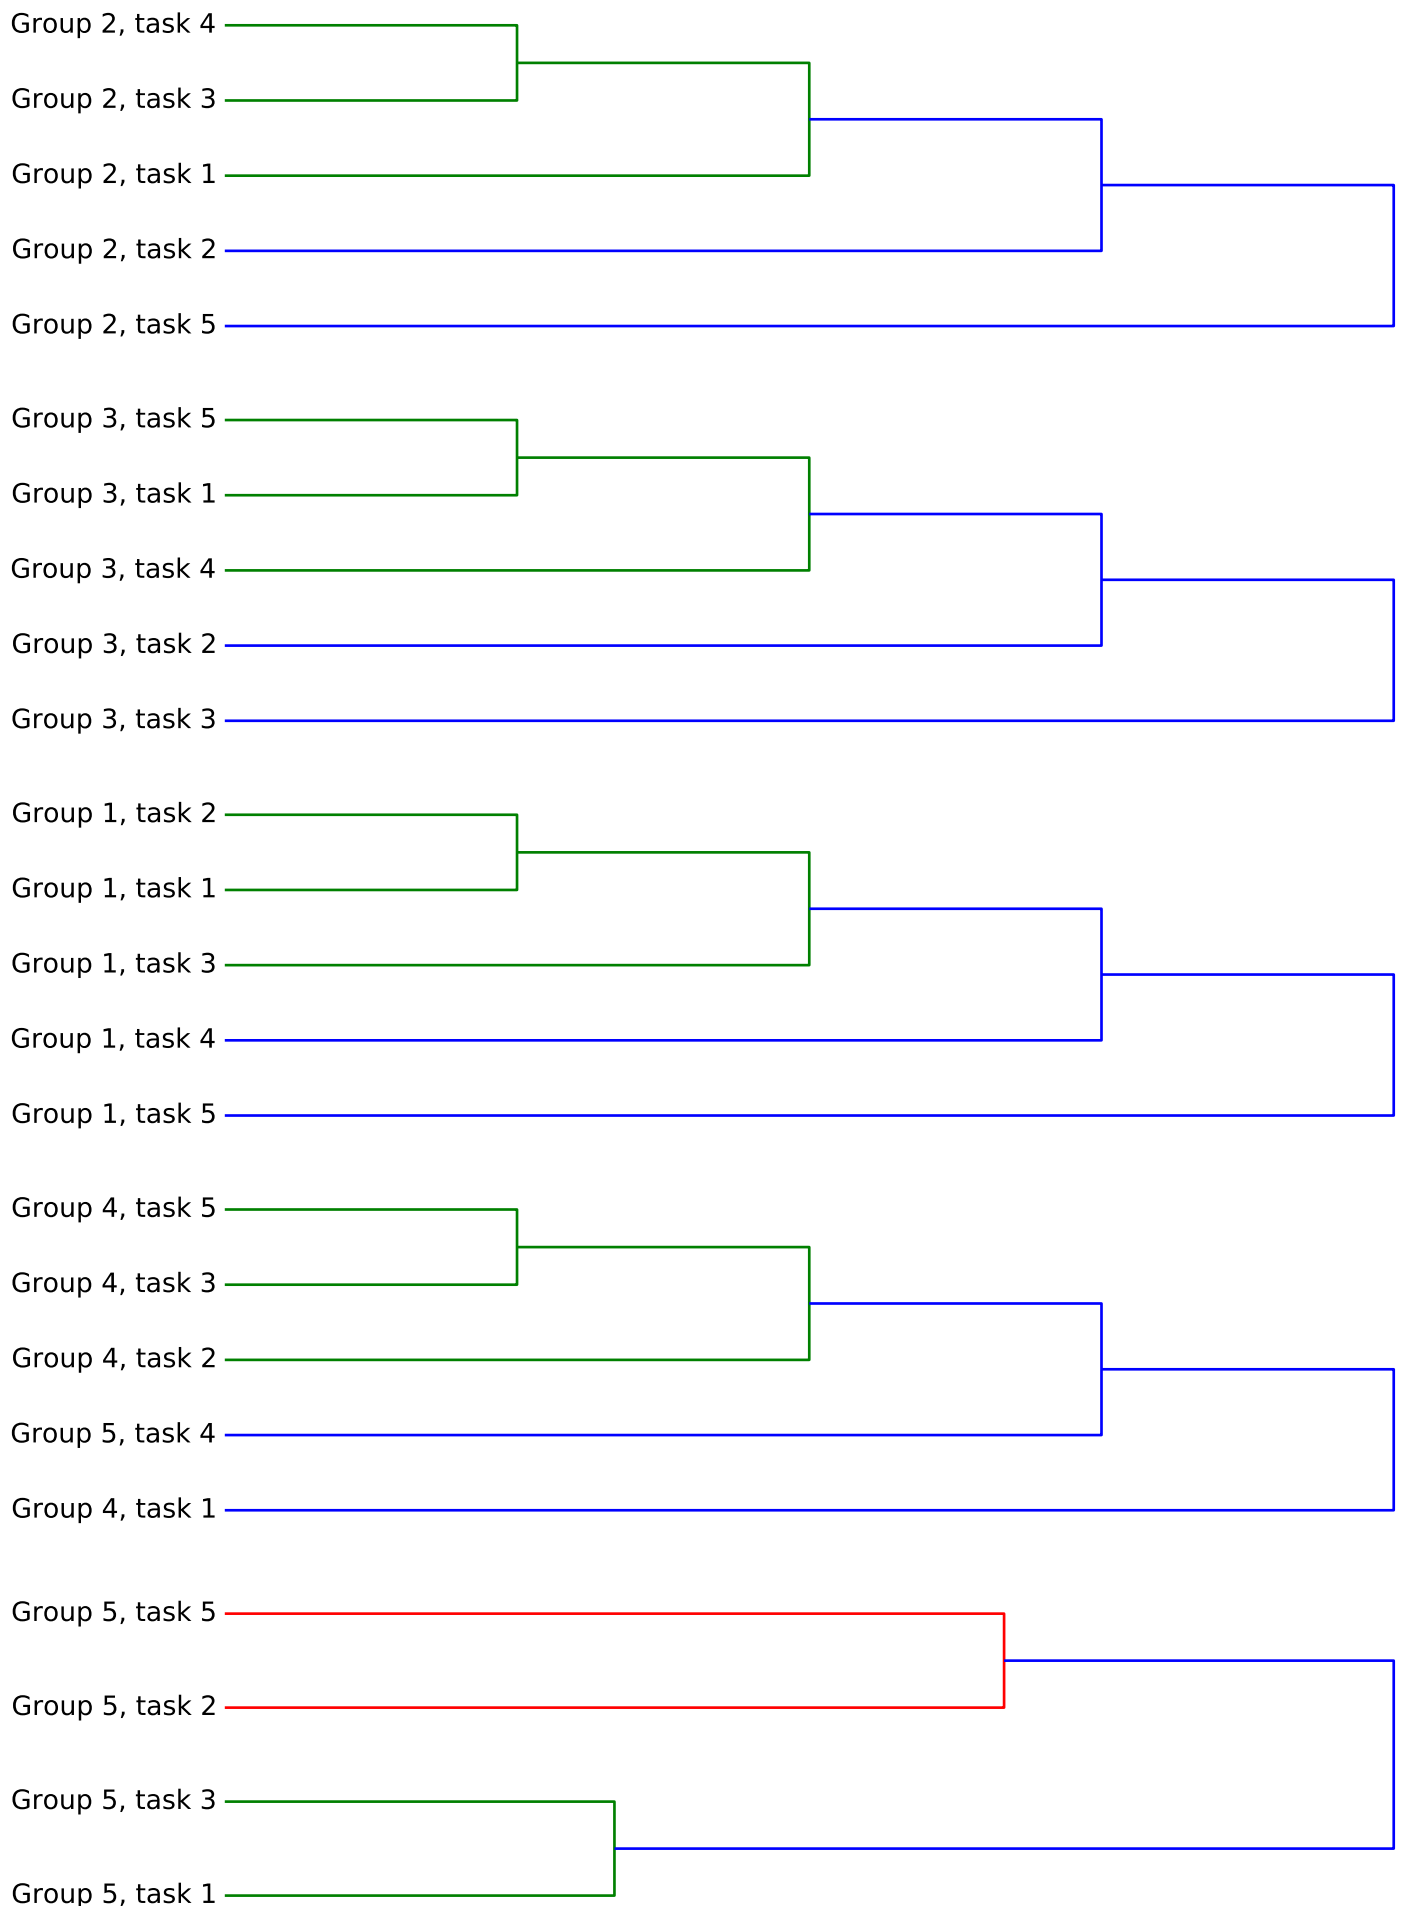 Group 2, task 4
Group 2, task 3
Group 2, task 1
Group 2, task 2
Group 2, task 5
Group 3, task 5
Group 3, task 1
Group 3, task 4
Group 3, task 2
Group 3, task 3
Group 1, task 2
Group 1, task 1
Group 1, task 3
Group 1, task 4
Group 1, task 5
Group 4, task 5
Group 4, task 3
Group 4, task 2
Group 5, task 4
Group 4, task 1
Group 5, task 5
Group 5, task 2
Group 5, task 3
Group 5, task 1